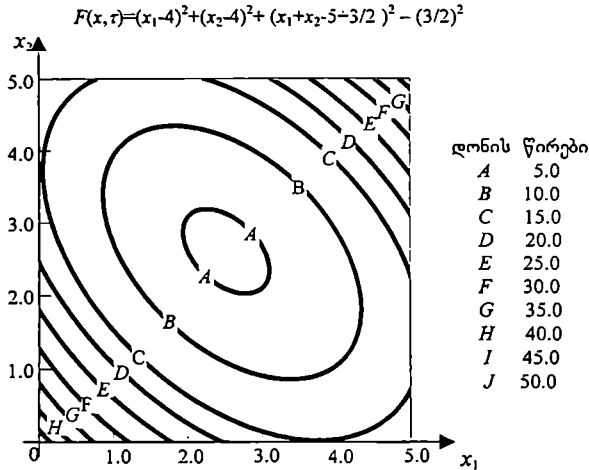 F(x,τ)=(x₁-4)²+(x₂-4)²+ (x₁+x₂-5÷3/2 )² – (3/2)²
x₂
5.0
4.0
3.0
2.0
1.0
0
1.0
2.0
3.0
4.0
5.0
x₁
G
F
E
D
C
B
A
A
B
C
D
E
F
G
H
დონის წირები
A 5.0
B 10.0
C 15.0
D 20.0
E 25.0
F 30.0
G 35.0
H 40.0
I 45.0
J 50.0